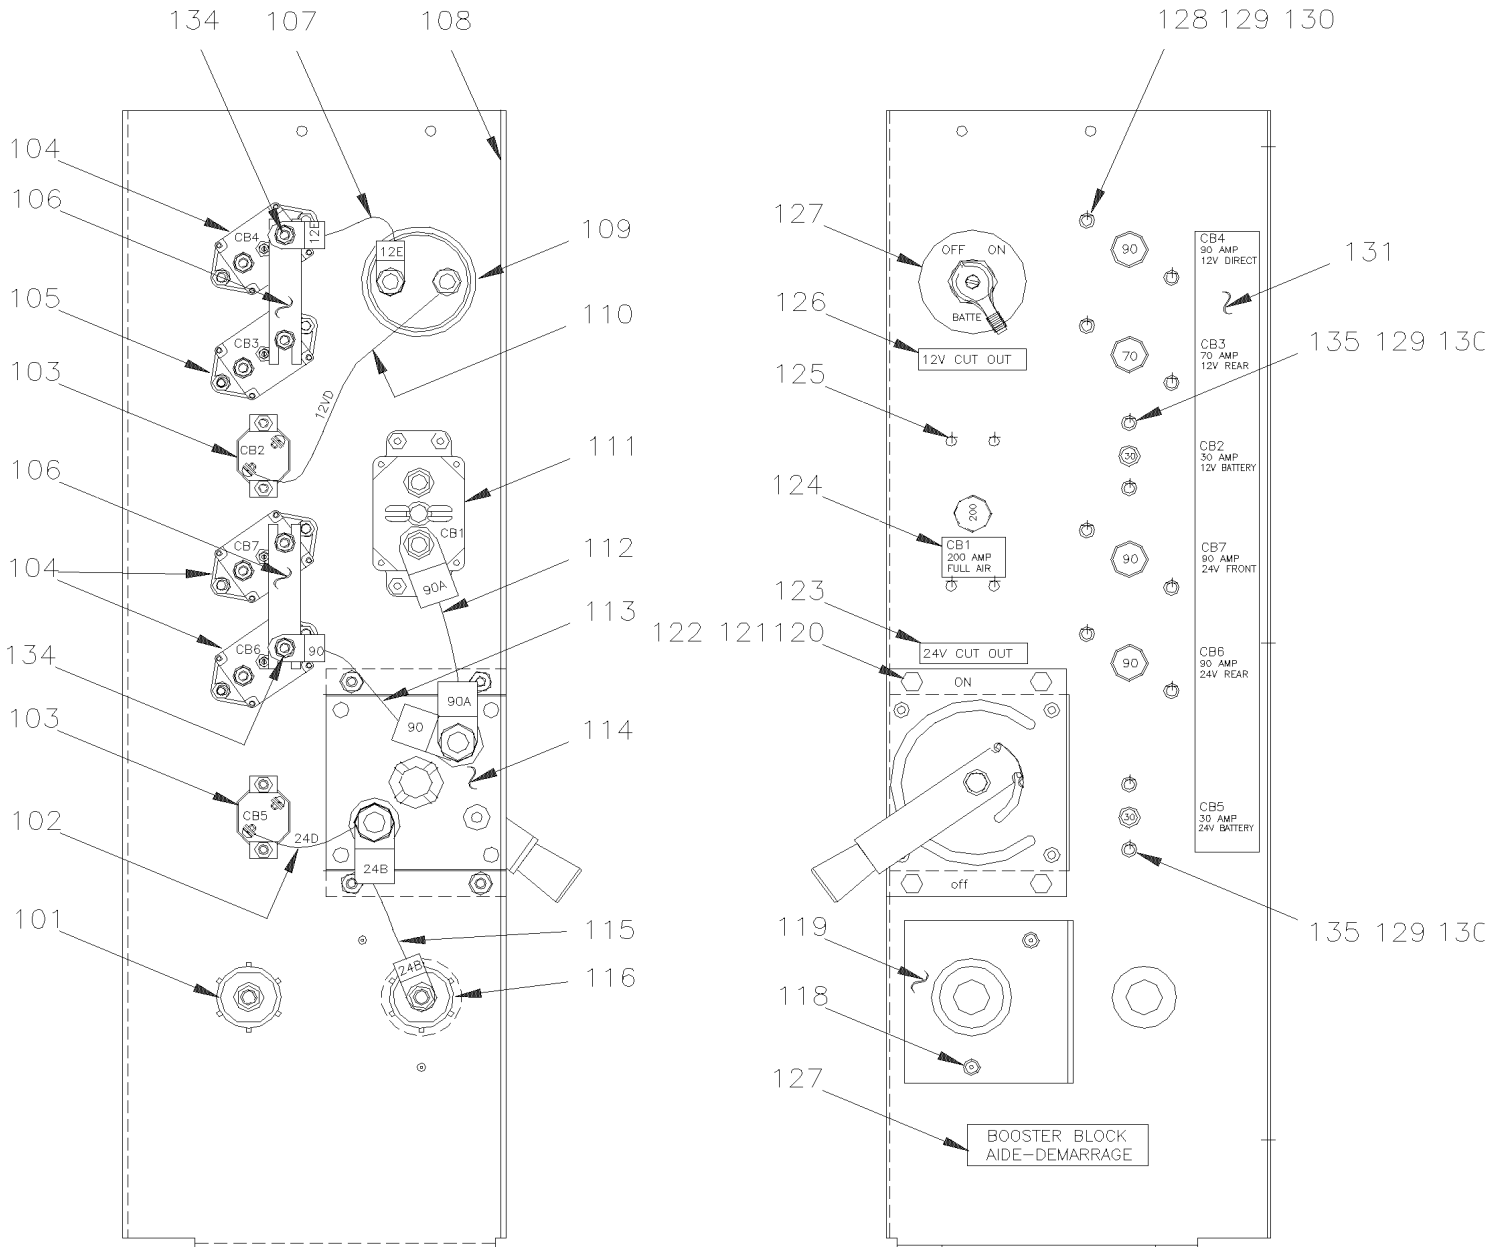 134 107 108
128 129 130
104
106
105
103
106
104
134
103
102
101
109
110
111
112
113
114
115
116
CB4
12E
12E
CB3
12VD
CB2
CB7
CB1
90A
CB6
90
90A
90
CB5
24D
24B
24B
127
126
125
124
123
122 121 120
119
118
127
131
135 129 130
135 129 130
OFF ON
BATTE
12V CUT OUT
200
CB1
200 AMP
FULL AIR
24V CUT OUT
ON
off
BOOSTER BLOCK
AIDE-DEMARRAGE
90
70
30
90
90
30
CB4
90 AMP
12V DIRECT
CB3
70 AMP
12V REAR
CB2
30 AMP
12V BATTERY
CB7
90 AMP
24V FRONT
CB6
90 AMP
24V REAR
CB5
30 AMP
24V BATTERY